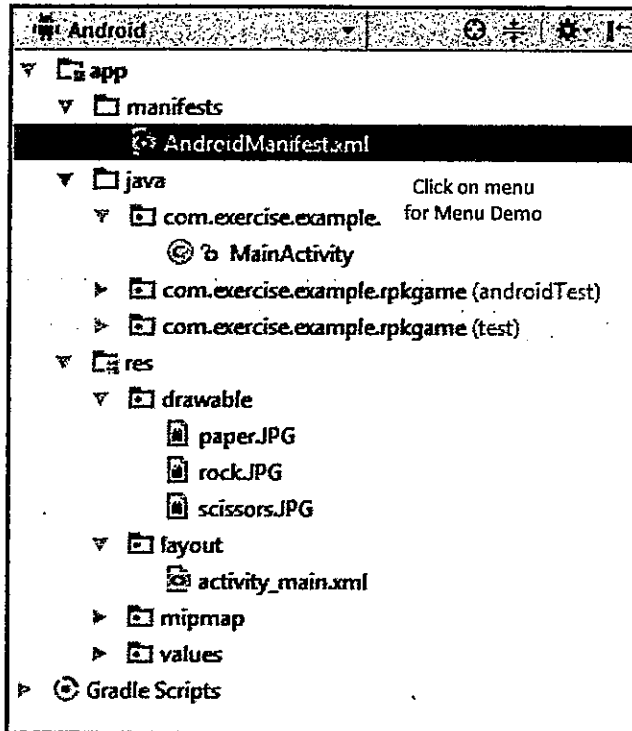 Android
app
manifests
AndroidManifest.xml
java
Click on menu
for Menu Demo
com.exercise.example.
MainActivity
com.exercise.example.rpkgame (androidTest)
com.exercise.example.rpkgame (test)
res
drawable
paper.JPG
rock.JPG
scissors.JPG
layout
activity_main.xml
mipmap
values
Gradle Scripts